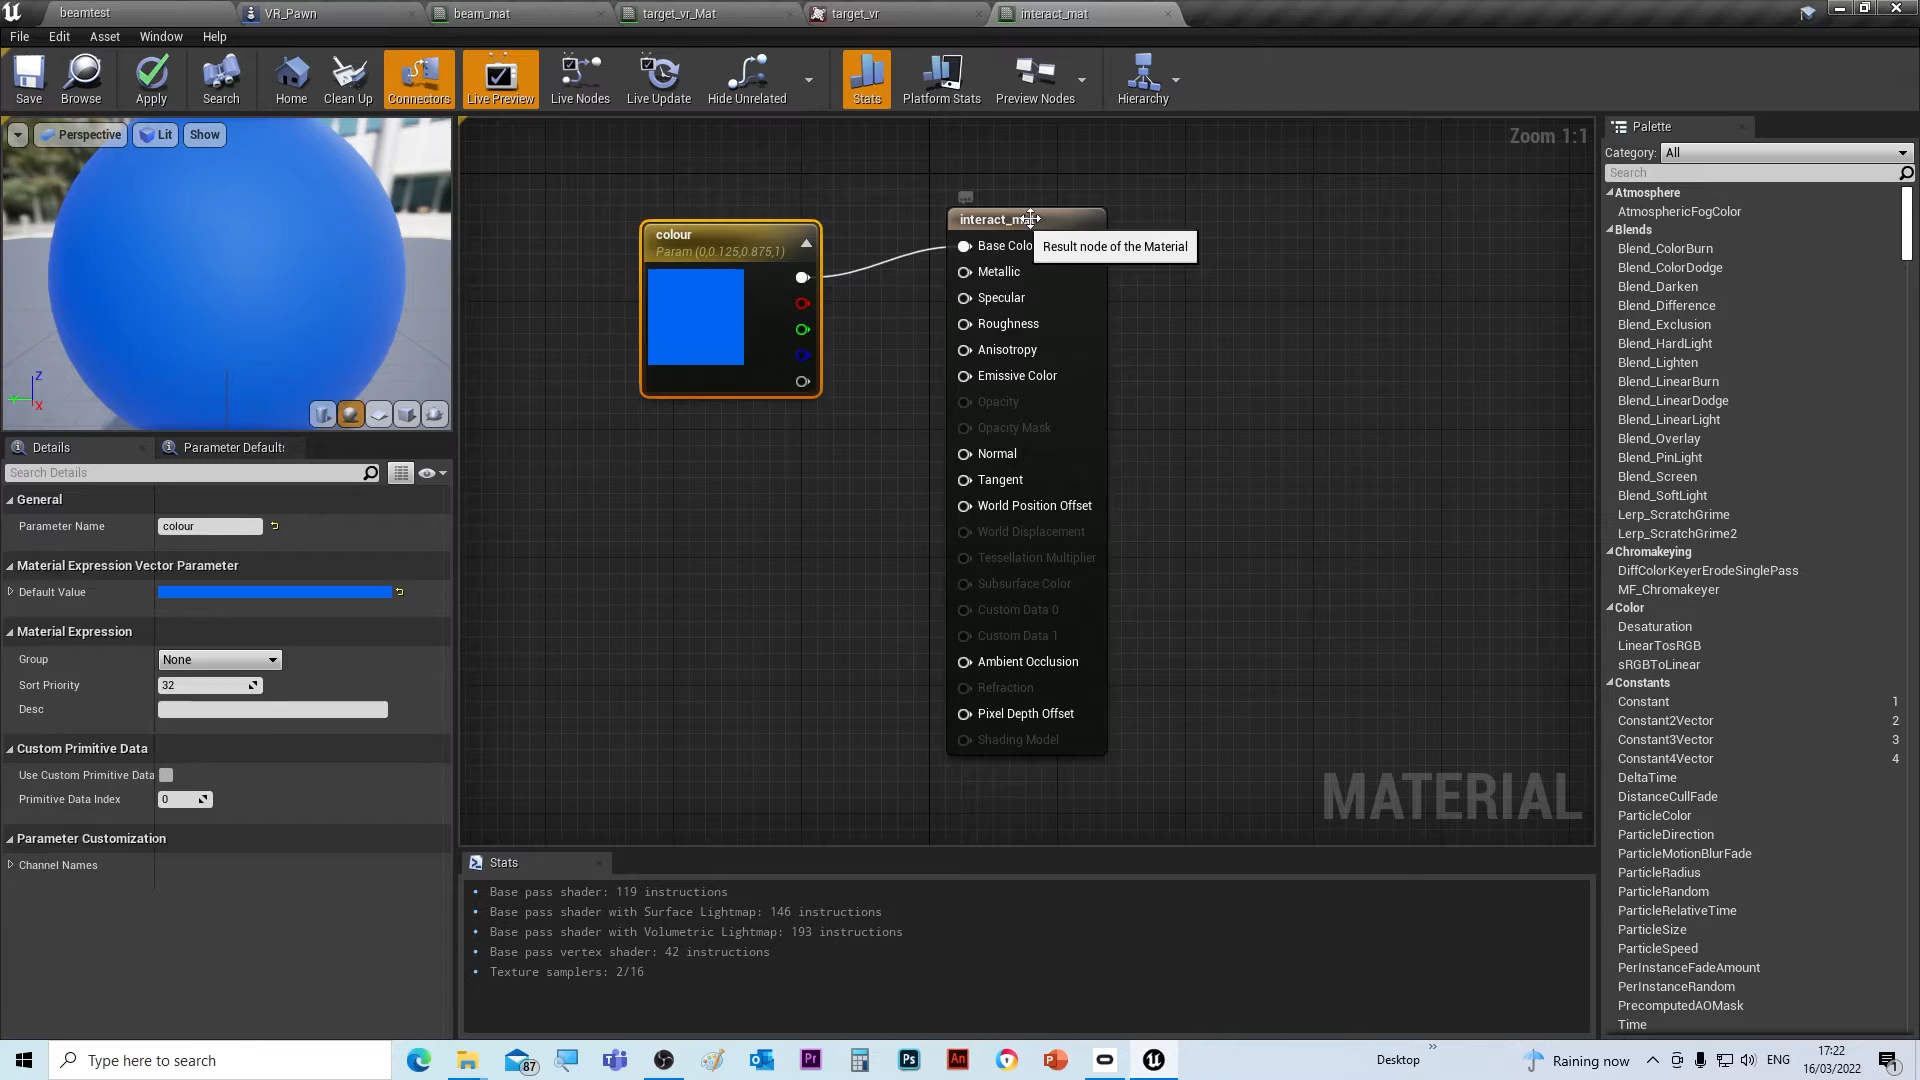 beamtest
VR_Pawn
beam_mat
target_vr_Mat
target_vr
interact_mat
File Edit Asset Window Help
Save Browse Apply Search Home Clean Up Connectors Live Preview Live Nodes Live Update Hide Unrelated Stats Platform Stats Preview Nodes Hierarchy
Perspective Lit Show
Z
X
Zoom 1:1
colour
Param (0,0.125,0.875,1)
Base Colo
Result node of the Material
Metallic
Specular
Roughness
Anisotropy
Emissive Color
Opacity
Opacity Mask
Normal
Tangent
World Position Offset
World Displacement
Tessellation Multiplier
Subsurface Color
Custom Data 0
Custom Data 1
Ambient Occlusion
Refraction
Pixel Depth Offset
Shading Model
MATERIAL
Details Parameter Defaults
Search Details
General
Parameter Name colour
Material Expression Vector Parameter
Default Value
Material Expression
Group None
Sort Priority 32
Desc
Custom Primitive Data
Use Custom Primitive Data
Primitive Data Index 0
Parameter Customization
Channel Names
Stats
Base pass shader: 119 instructions
Base pass shader with Surface Lightmap: 146 instructions
Base pass shader with Volumetric Lightmap: 193 instructions
Base pass vertex shader: 42 instructions
Texture samplers: 2/16
Palette
Category: All
Search
Atmosphere
AtmosphericFogColor
Blends
Blend_ColorBurn
Blend_ColorDodge
Blend_Darken
Blend_Difference
Blend_Exclusion
Blend_HardLight
Blend_Lighten
Blend_LinearBurn
Blend_LinearDodge
Blend_LinearLight
Blend_Overlay
Blend_PinLight
Blend_Screen
Blend_SoftLight
Lerp_ScratchGrime
Lerp_ScratchGrime2
Chromakeying
DiffColorKeyerErodeSinglePass
MF_Chromakeyer
Color
Desaturation
LinearTosRGB
sRGBToLinear
Constants
Constant 1
Constant2Vector 2
Constant3Vector 3
Constant4Vector 4
DeltaTime
DistanceCullFade
ParticleColor
ParticleDirection
ParticleMotionBlurFade
ParticleRadius
ParticleRandom
ParticleRelativeTime
ParticleSize
ParticleSpeed
PerInstanceFadeAmount
PerInstanceRandom
PrecomputedAOMask
Time
Type here to search
87
Pr
Ps
An
Desktop
Raining now
ENG
17:22
16/03/2022
1